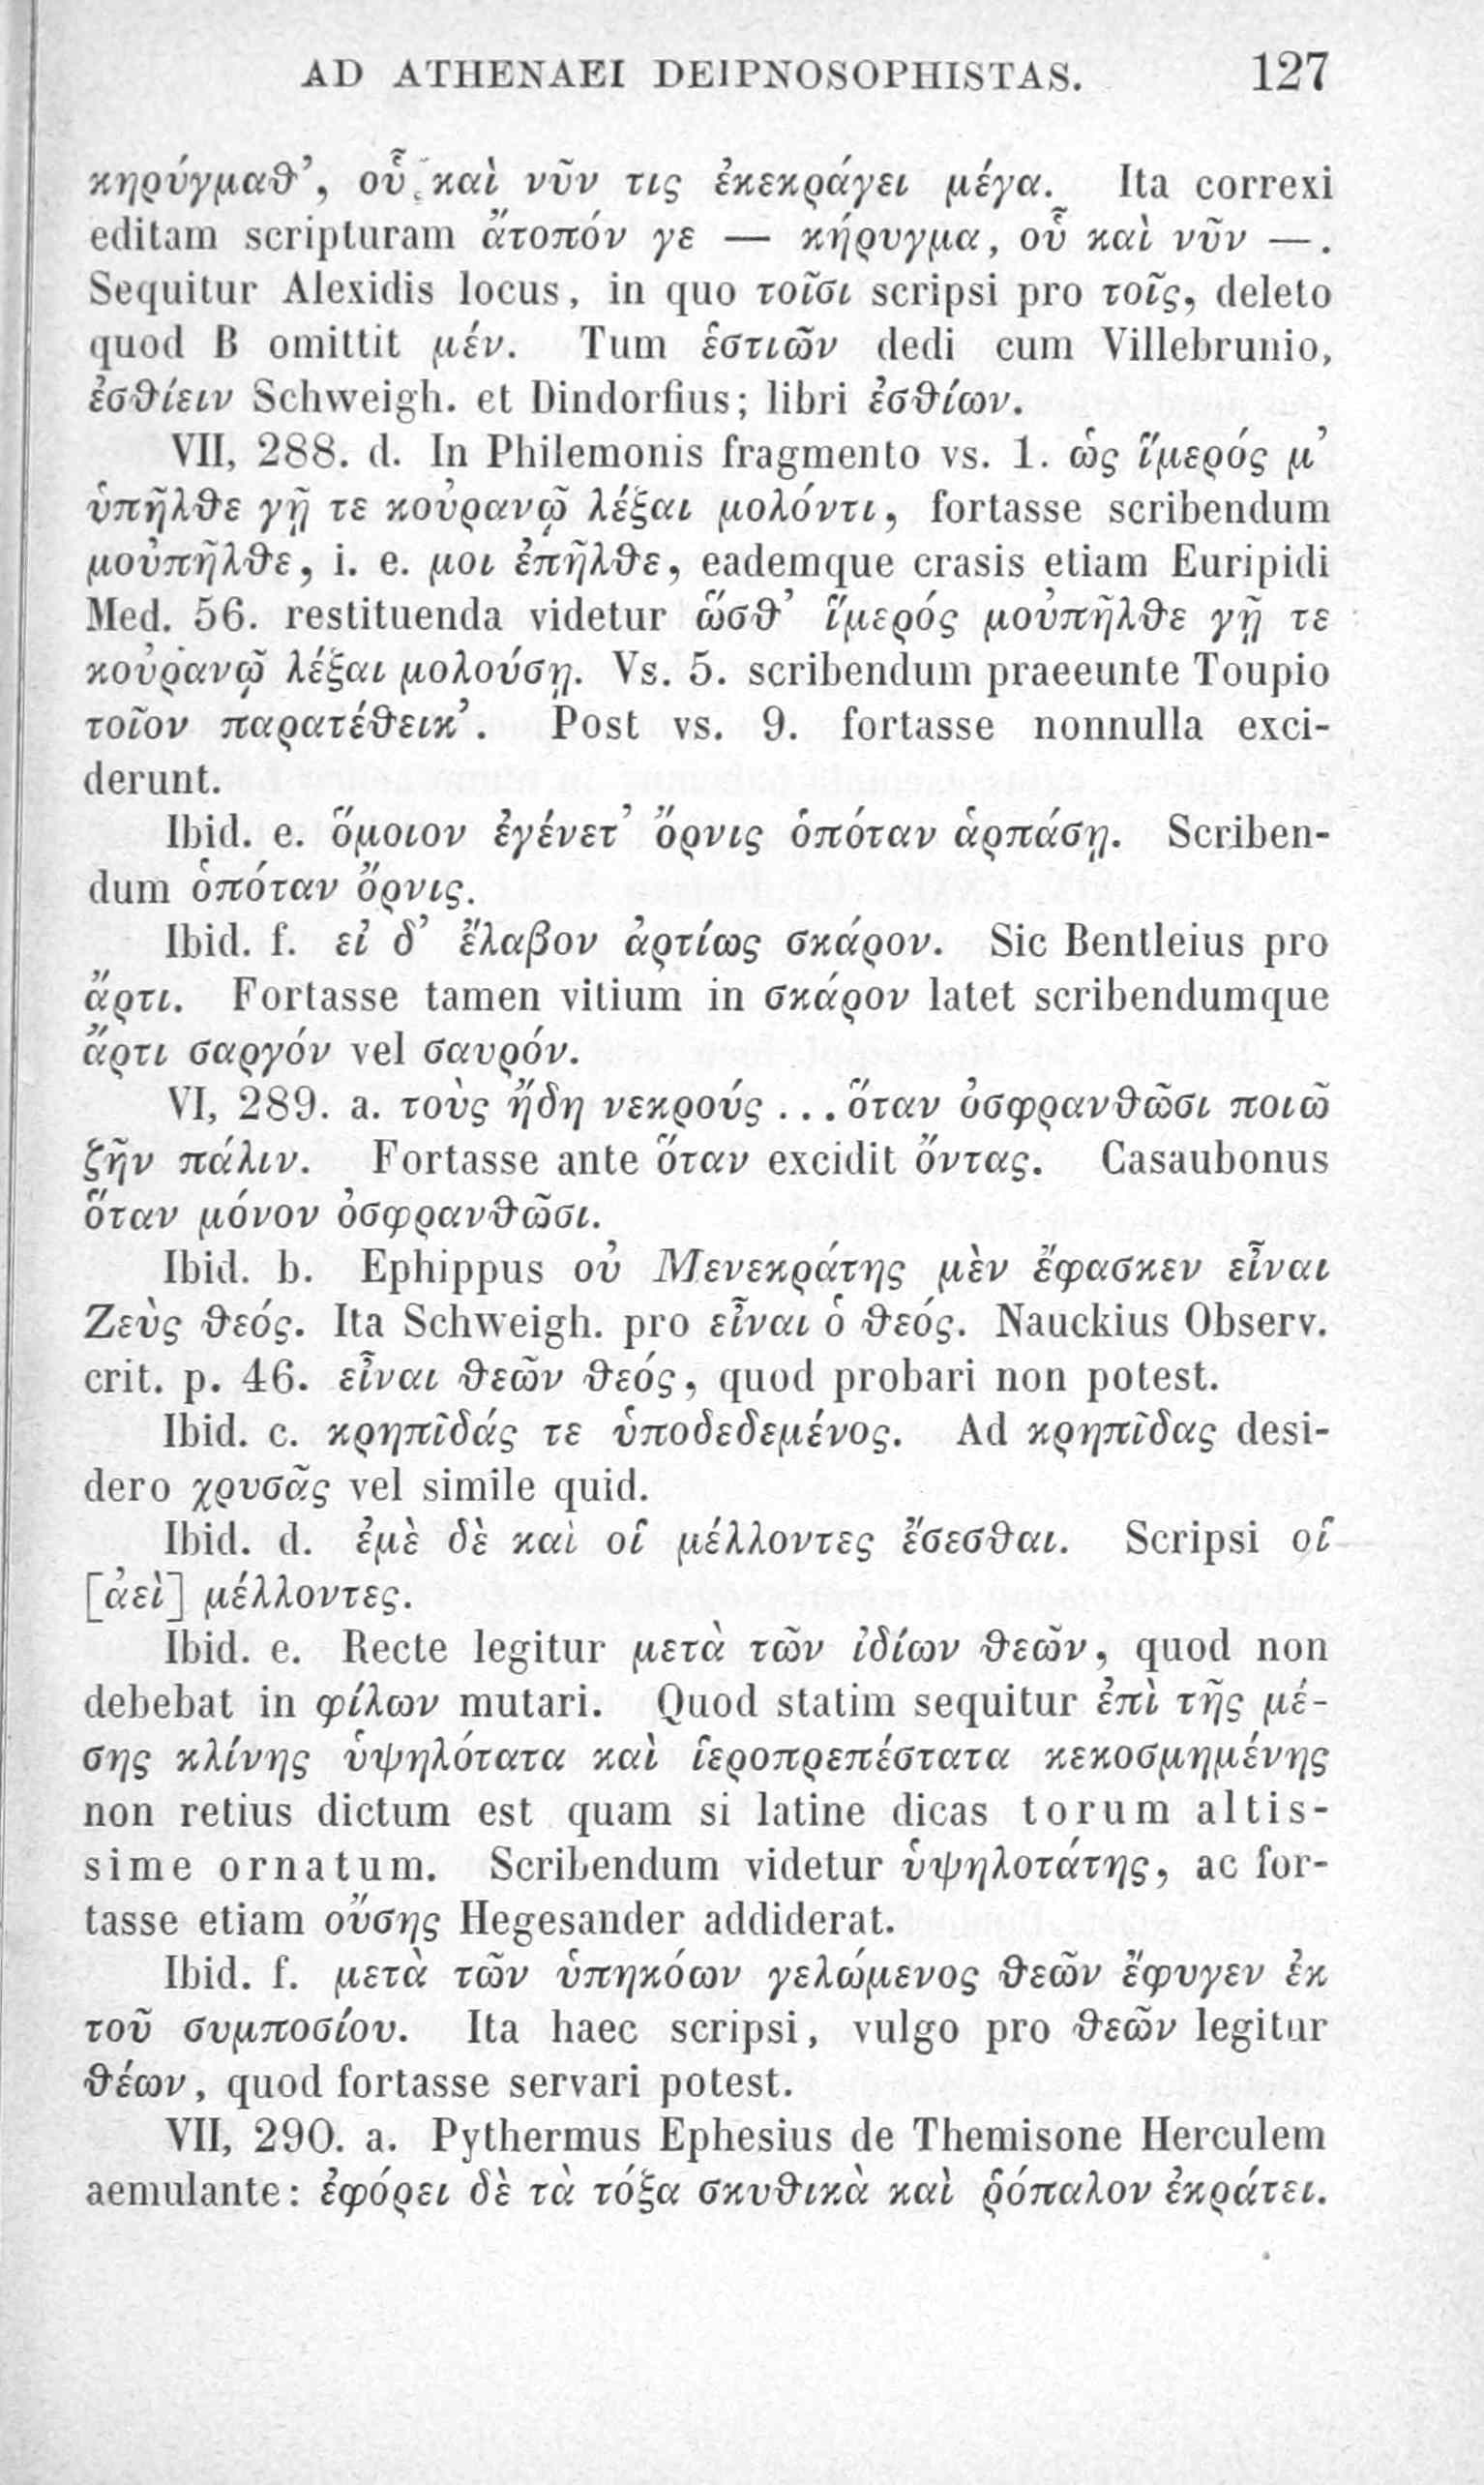 AD ATHENAEI DEIPNOSOPHISTAS. 127
κηρύγμαθ’, οὗ καὶ νῦν τις ἐκεκράγει μέγα. Ita correxi
editam scripturam ἄτοπόν γε — κήρυγμα, οὗ καὶ νῦν —.
Sequitur Alexidis locus, in quo τοῖσι scripsi pro τοῖς, deleto
quod B omittit μέν. Tum ἑστιῶν dedi cum Villebrunio,
ἐσθίειν Schweigh. et Dindorfius; libri ἐσθίων.
VII, 288. d. In Philemonis fragmento vs. 1. ὡς ἵμερός μ’
ὑπῆλθε γῇ τε κοὐρανῷ λέξαι μολόντι, fortasse scribendum
μοὐπῆλθε, i. e. μοι ἐπῆλθε, eademque crasis etiam Euripidi
Med. 56. restituenda videtur ὥσθ’ ἵμερός μοὐπῆλθε γῇ τε
κοὐρανῷ λέξαι μολούσῃ. Vs. 5. scribendum praeeunte Toupio
τοῖον παρατέθεικ’. Post vs. 9. fortasse nonnulla exci-
derunt.
Ibid. e. ὅμοιον ἐγένετ’ ὄρνις ὁπόταν ἁρπάσῃ. Scriben-
dum ὁπόταν ὄρνις.
Ibid. f. εἰ δ’ ἔλαβον ἀρτίως σκάρον. Sic Bentleius pro
ἄρτι. Fortasse tamen vitium in σκάρον latet scribendumque
ἄρτι σαργόν vel σαυρόν.
VI, 289. a. τοὺς ἤδη νεκρούς ... ὅταν ὀσφρανθῶσι ποιῶ
ζῆν πάλιν. Fortasse ante ὅταν excidit ὄντας. Casaubonus
ὅταν μόνον ὀσφρανθῶσι.
Ibid. b. Ephippus οὐ Μενεκράτης μὲν ἔφασκεν εἶναι
Ζεὺς θεός. Ita Schweigh. pro εἶναι ὁ θεός. Nauckius Observ.
crit. p. 46. εἶναι θεῶν θεός, quod probari non potest.
Ibid. c. κρηπῖδάς τε ὑποδεδεμένος. Ad κρηπῖδας desi-
dero χρυσᾶς vel simile quid.
Ibid. d. ἐμὲ δὲ καὶ οἱ μέλλοντες ἔσεσθαι. Scripsi οἱ
[ἀεὶ] μέλλοντες.
Ibid. e. Recte legitur μετὰ τῶν ἰδίων θεῶν, quod non
debebat in φίλων mutari. Quod statim sequitur ἐπὶ τῆς μέ-
σης κλίνης ὑψηλότατα καὶ ἱεροπρεπέστατα κεκοσμημένης
non retius dictum est quam si latine dicas torum altis-
sime ornatum. Scribendum videtur ὑψηλοτάτης, ac for-
tasse etiam οὔσης Hegesander addiderat.
Ibid. f. μετὰ τῶν ὑπηκόων γελώμενος θεῶν ἔφυγεν ἐκ
τοῦ συμποσίου. Ita haec scripsi, vulgo pro θεῶν legitur
θέων, quod fortasse servari potest.
VII, 290. a. Pythermus Ephesius de Themisone Herculem
aemulante: ἐφόρει δὲ τὰ τόξα σκυθικὰ καὶ ῥόπαλον ἐκράτει.